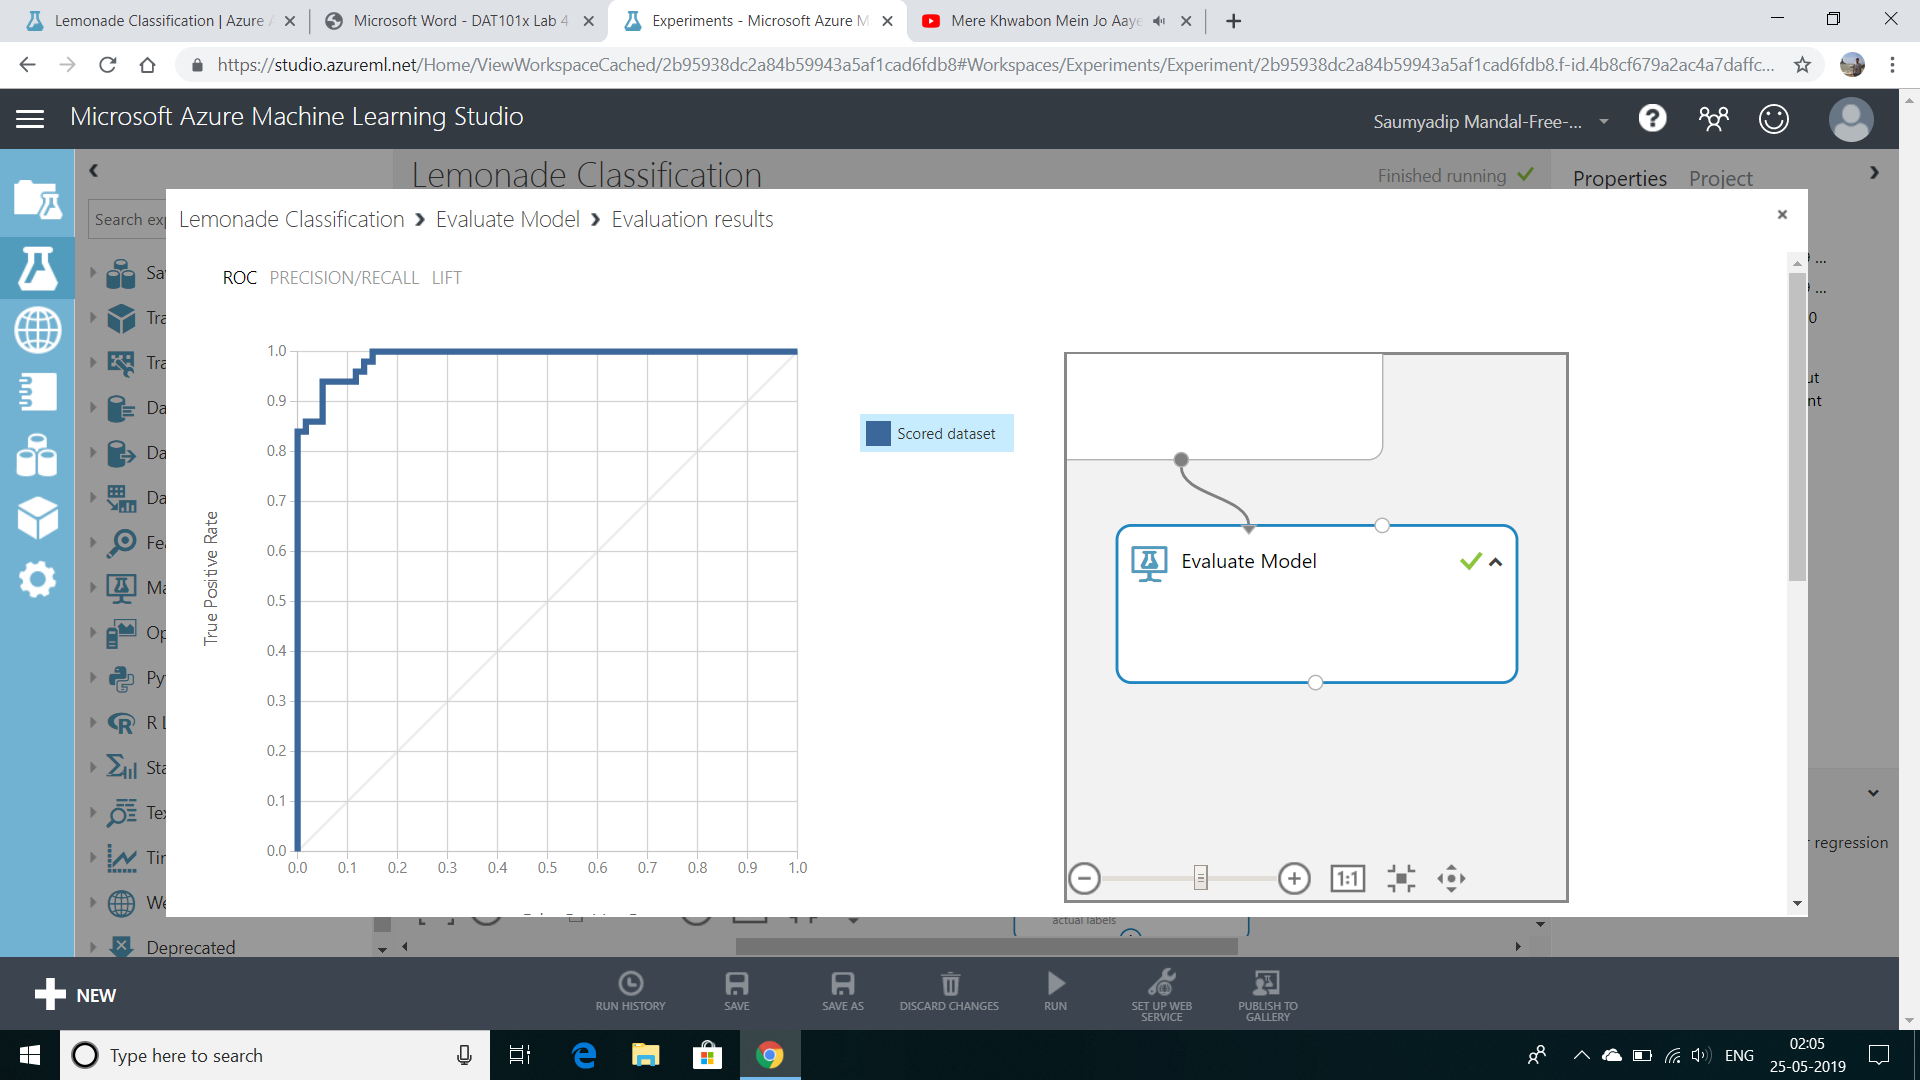 Lemonade Classification | Azure A
Microsoft Word - DAT101x Lab 4
Experiments - Microsoft Azure M
Mere Khwabon Mein Jo Aaye
https://studio.azureml.net/Home/ViewWorkspaceCached/2b95938dc2a84b59943a5af1cad6fdb8#Workspaces/Experiments/Experiment/2b95938dc2a84b59943a5af1cad6fdb8.f-id.4b8cf679a2ac4a7daffc...
Microsoft Azure Machine Learning Studio
Saumyadip Mandal-Free-...
Lemonade Classification
Finished running
Properties
Project
Search exp
Lemonade Classification
Evaluate Model
Evaluation results
ROC
PRECISION/RECALL
LIFT
Sa
Tra
Tra
Da
Da
Da
Fea
Ma
Op
Pyt
R L
Sta
Tex
Tim
We
Deprecated
True Positive Rate
1.0
0.9
0.8
0.7
0.6
0.5
0.4
0.3
0.2
0.1
0.0
0.0 0.1 0.2 0.3 0.4 0.5 0.6 0.7 0.8 0.9 1.0
Scored dataset
Evaluate Model
1:1
...
...
0
ut
nt
r regression
actual labels
NEW
RUN HISTORY
SAVE
SAVE AS
DISCARD CHANGES
RUN
SET UP WEB
SERVICE
PUBLISH TO
GALLERY
Type here to search
ENG
02:05
25-05-2019